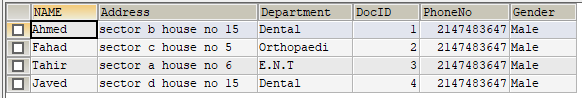 NAME Address Department DocID PhoneNo Gender
Ahmed sector b house no 15 Dental 1 2147483647 Male
Fahad sector c house no 5 Orthopaedi 2 2147483647 Male
Tahir sector a house no 6 E.N.T 3 2147483647 Male
Javed sector d house no 15 Dental 4 2147483647 Male